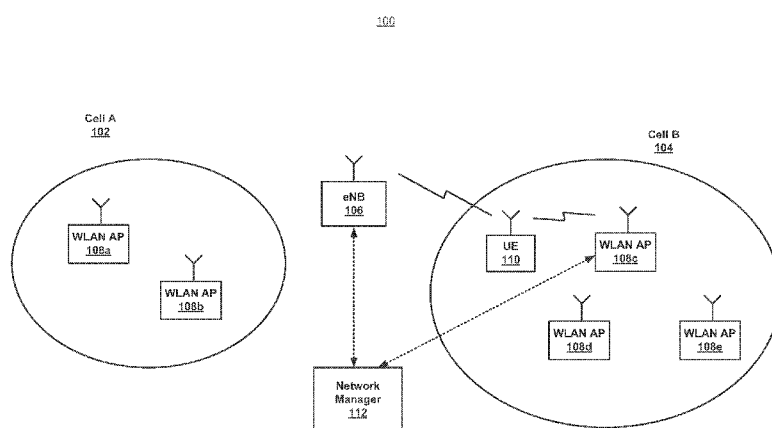 100
Cell A
102
Cell B
104
eNB
106
WLAN AP
108a
WLAN AP
108b
UE
110
WLAN AP
108c
WLAN AP
108d
WLAN AP
108e
Network
Manager
112